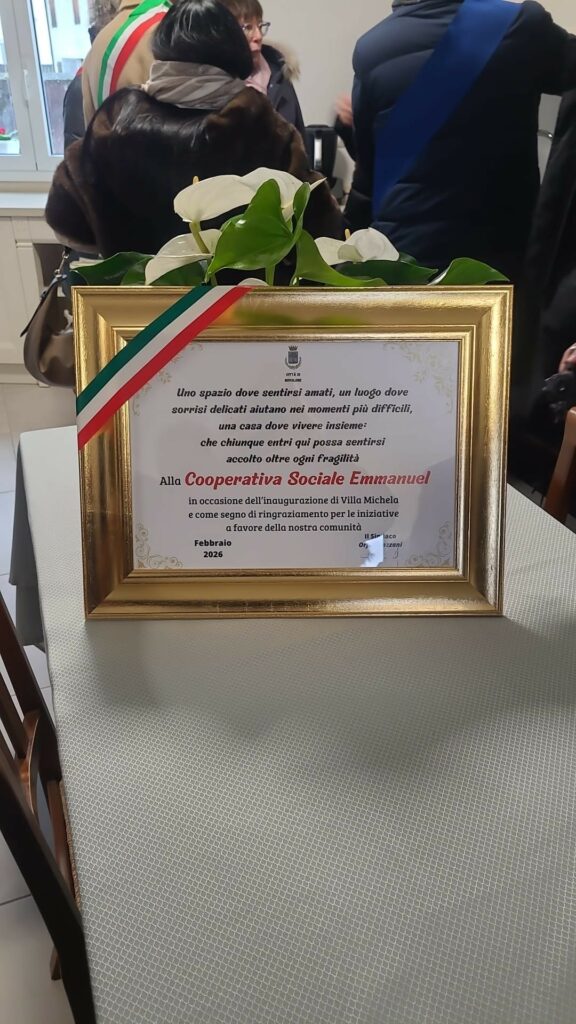 CITTÀ DI
Uno spazio dove sentirsi amati, un luogo dove
sorrisi delicati aiutano nei momenti più difficili,
una casa dove vivere insieme:
che chiunque entri qui possa sentirsi
accolto oltre ogni fragilità
Alla Cooperativa Sociale Emmanuel
in occasione dell'inaugurazione di Villa Michela
e come segno di ringraziamento per le iniziative
a favore della nostra comunità
Febbraio
2026
Il Sindaco